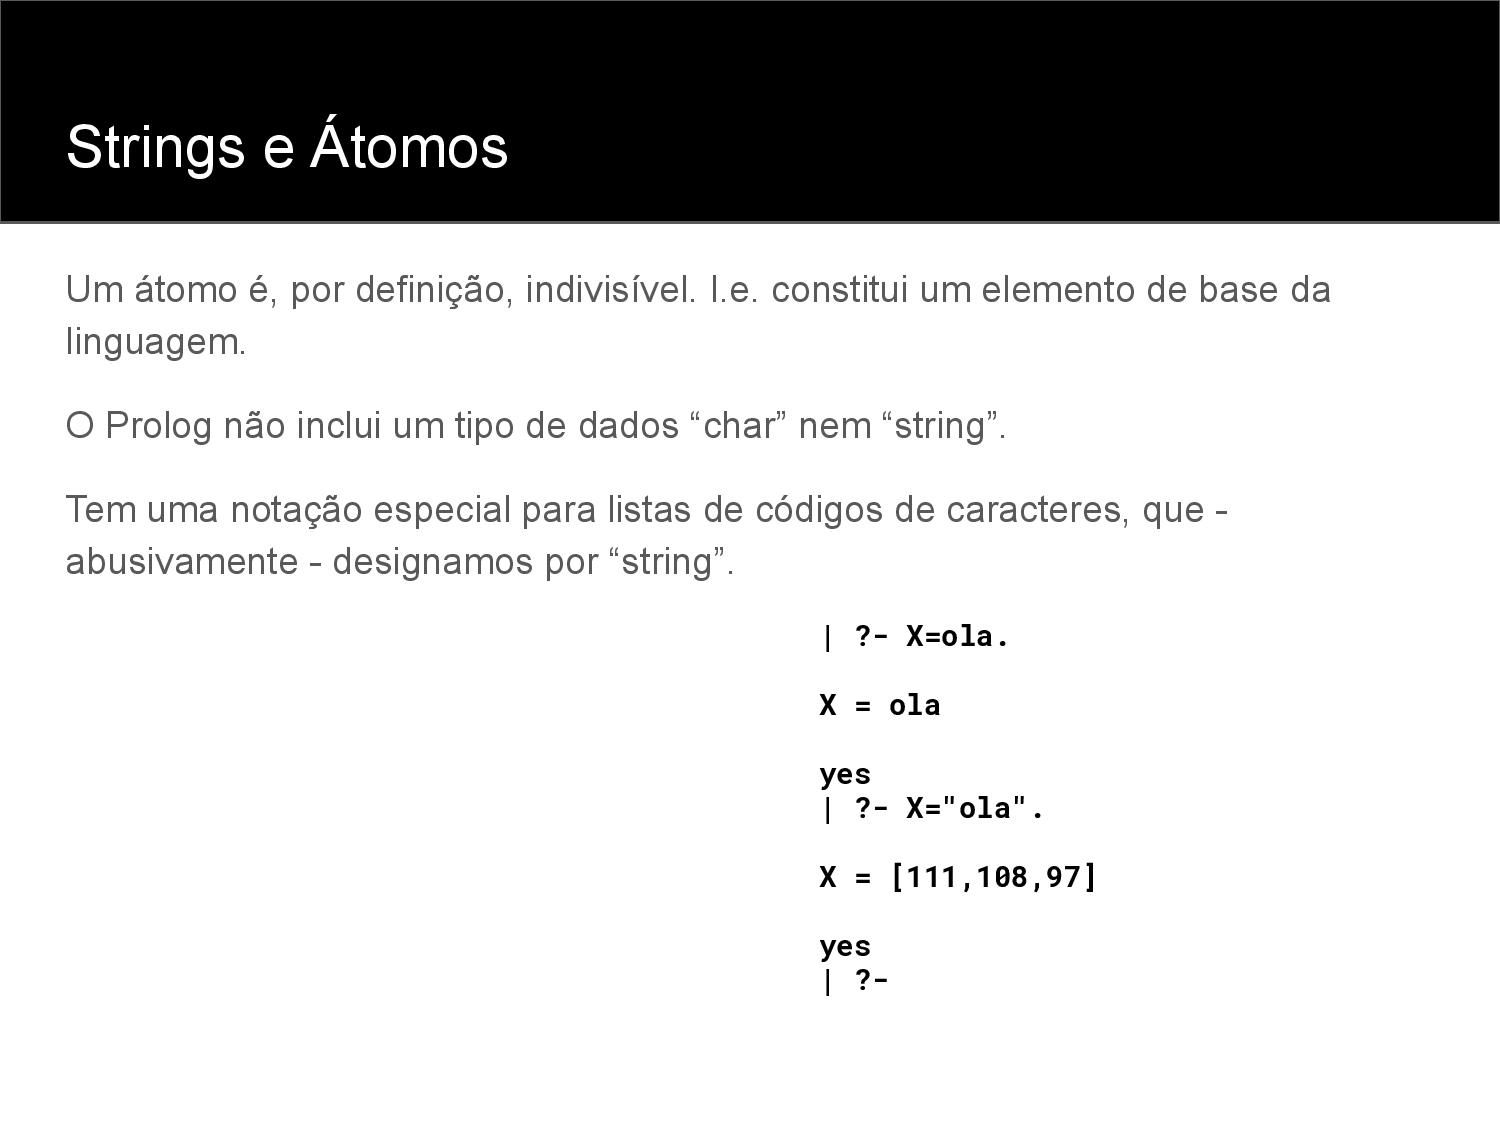 Strings e Átomos
Um átomo é, por definição, indivisível. I.e. constitui um elemento de base da
linguagem.
O Prolog não inclui um tipo de dados “char” nem “string”.
Tem uma notação especial para listas de códigos de caracteres, que -
abusivamente - designamos por “string”.
| ?- X=ola.
X = ola
yes
| ?- X="ola".
X = [111,108,97]
yes
| ?-